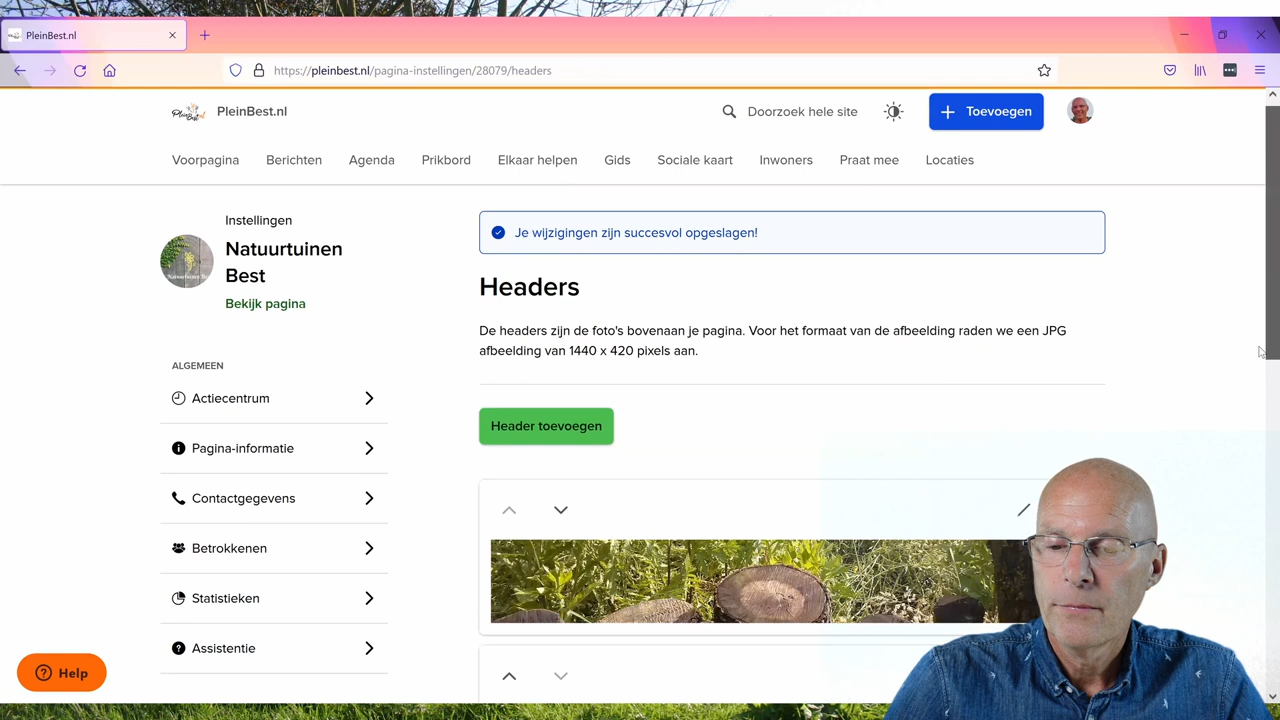 PleinBest.nl
https://pleinbest.nl/pagina-instellingen/28079/headers
PleinBest.nl
Doorzoek hele site
Toevoegen
Voorpagina
Berichten
Agenda
Prikbord
Elkaar helpen
Gids
Sociale kaart
Inwoners
Praat mee
Locaties
Instellingen
Natuurtuinen
Best
Bekijk pagina
ALGEMEEN
Actiecentrum
Pagina-informatie
Contactgegevens
Betrokkenen
Statistieken
Assistentie
Help
Je wijzigingen zijn succesvol opgeslagen!
Headers
De headers zijn de foto's bovenaan je pagina. Voor het formaat van de afbeelding raden we een JPG
afbeelding van 1440 x 420 pixels aan.
Header toevoegen